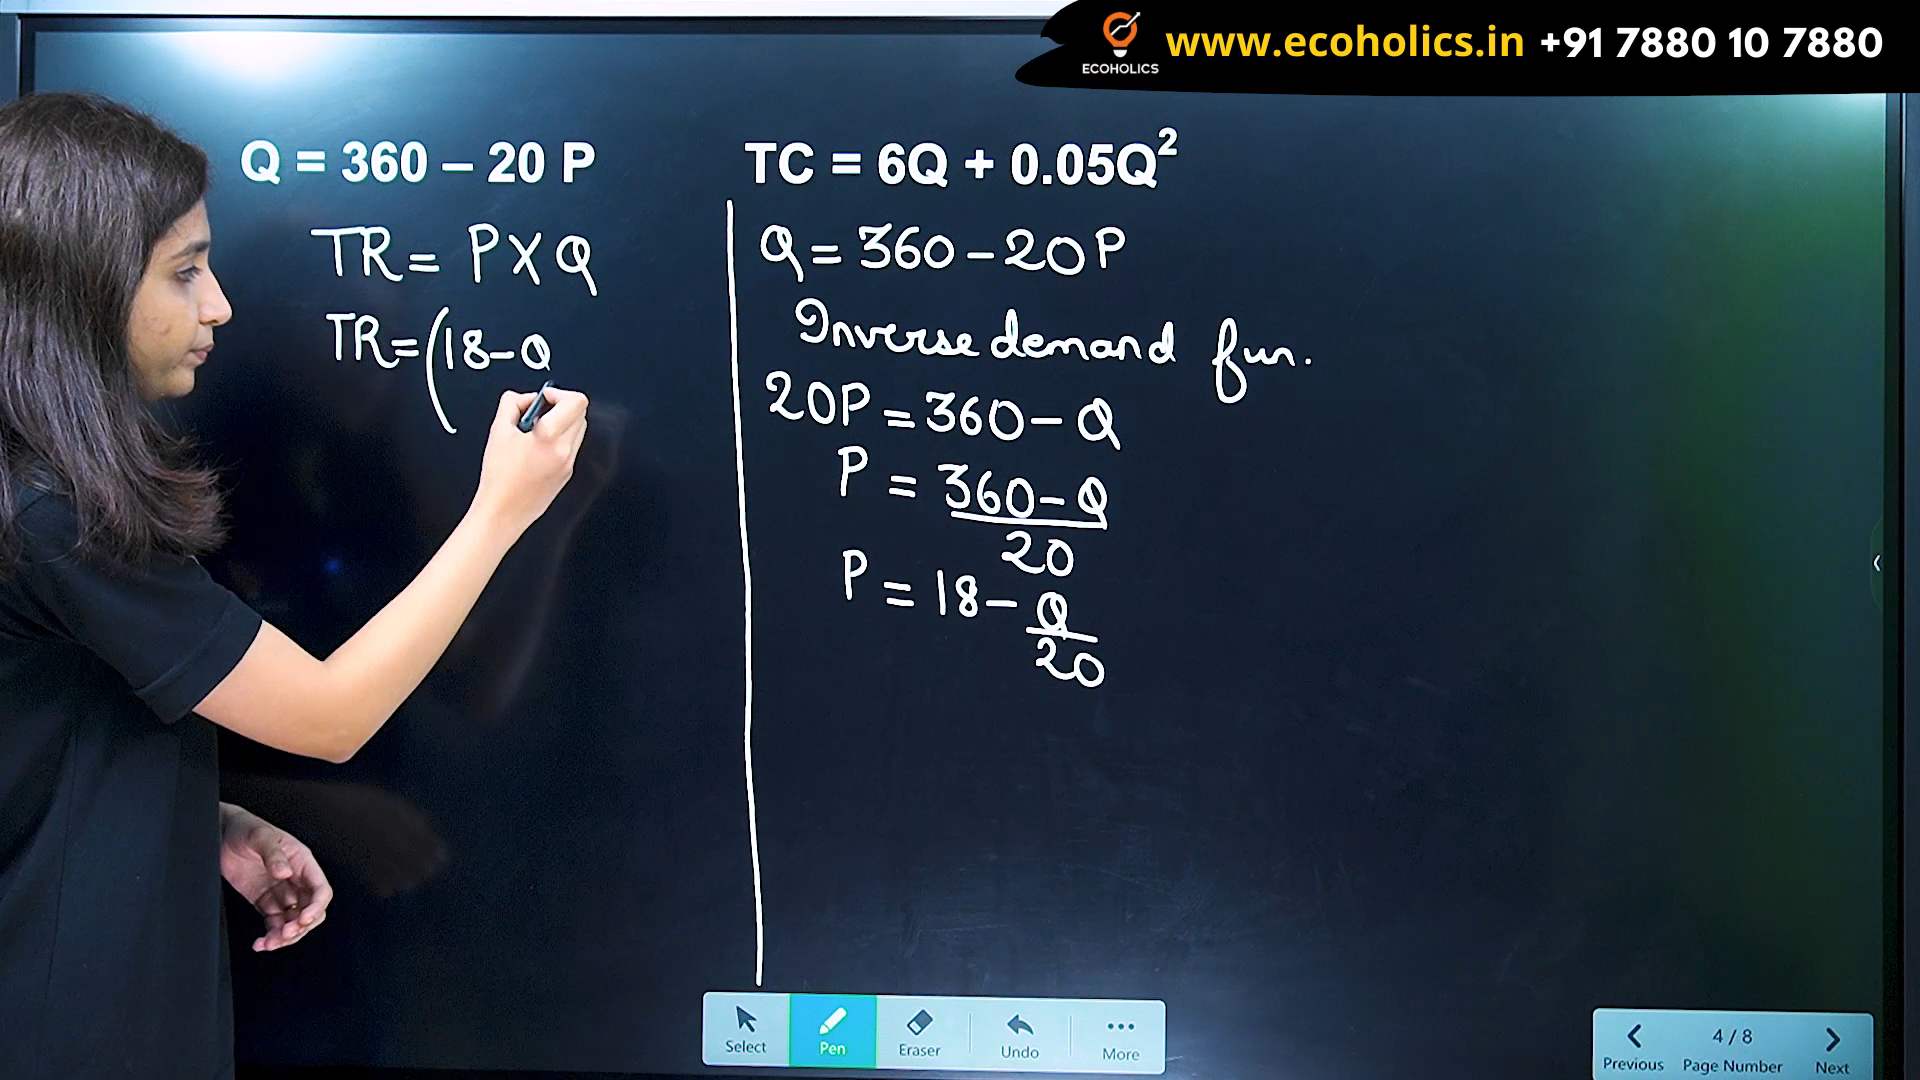 ECOHOLICS
www.ecoholics.in +91 7880 10 7880
Q = 360 – 20 P
TC = 6Q + 0.05Q²
TR = P X Q
TR = (18 - Q
Q = 360 - 20P
Inverse demand fun.
20P = 360 - Q
P = 360 - Q
20
P = 18 - Q
20
Select
Pen
Eraser
Undo
More
4 / 8
Previous
Page Number
Next